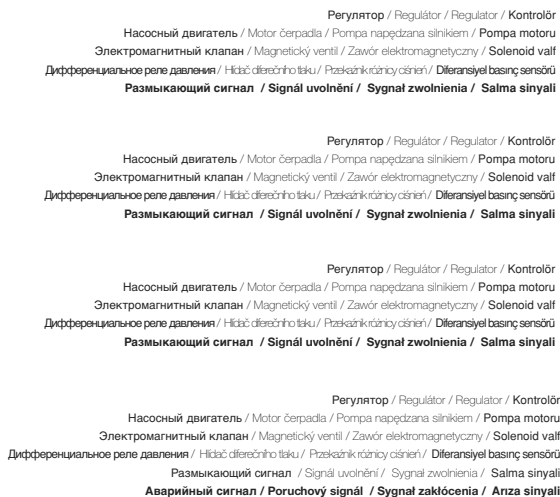 Регулятор / Regulátor / Regulator / Kontrolör
Насосный двигатель / Motor čerpadla / Pompa napędzana silnikiem / Pompa motoru
Электромагнитный клапан / Magnetický ventil / Zawór elektromagnetyczny / Solenoid valf
Дифференциальное реле давления / Hlídač diferečního tlaku / Przekaźnik różnicy ciśnień / Diferansiyel basınç sensörü
Размыкающий сигнал / Signál uvolnění / Sygnał zwolnienia / Salma sinyali
Регулятор / Regulátor / Regulator / Kontrolör
Насосный двигатель / Motor čerpadla / Pompa napędzana silnikiem / Pompa motoru
Электромагнитный клапан / Magnetický ventil / Zawór elektromagnetyczny / Solenoid valf
Дифференциальное реле давления / Hlídač diferečního tlaku / Przekaźnik różnicy ciśnień / Diferansiyel basınç sensörü
Размыкающий сигнал / Signál uvolnění / Sygnał zwolnienia / Salma sinyali
Регулятор / Regulátor / Regulator / Kontrolör
Насосный двигатель / Motor čerpadla / Pompa napędzana silnikiem / Pompa motoru
Электромагнитный клапан / Magnetický ventil / Zawór elektromagnetyczny / Solenoid valf
Дифференциальное реле давления / Hlídač diferečního tlaku / Przekaźnik różnicy ciśnień / Diferansiyel basınç sensörü
Размыкающий сигнал / Signál uvolnění / Sygnał zwolnienia / Salma sinyali
Регулятор / Regulátor / Regulator / Kontrolör
Насосный двигатель / Motor čerpadla / Pompa napędzana silnikiem / Pompa motoru
Электромагнитный клапан / Magnetický ventil / Zawór elektromagnetyczny / Solenoid valf
Дифференциальное реле давления / Hlídač diferečního tlaku / Przekaźnik różnicy ciśnień / Diferansiyel basınç sensörü
Размыкающий сигнал / Signál uvolnění / Sygnał zwolnienia / Salma sinyali
Аварийный сигнал / Poruchový signál / Sygnał zakłócenia / Arıza sinyali